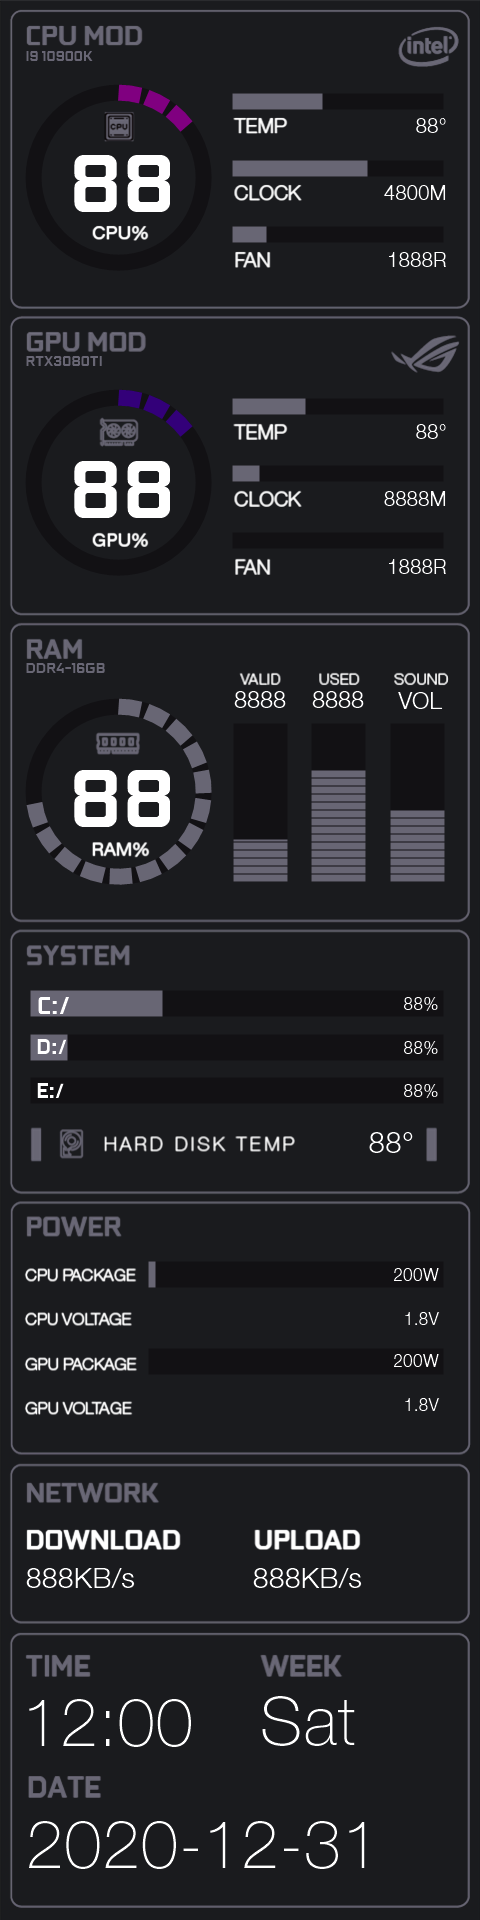 CPU MOD
I9 10900K
intel
CPU
88
CPU%
TEMP 88°
CLOCK 4800M
FAN 1888R
GPU MOD
RTX3080TI
88
GPU%
TEMP 88°
CLOCK 8888M
FAN 1888R
RAM
DDR4-16GB
88
RAM%
VALID USED SOUND
8888 8888 VOL
SYSTEM
C:/ 88%
D:/ 88%
E:/ 88%
HARD DISK TEMP 88°
POWER
CPU PACKAGE 200W
CPU VOLTAGE 1.8V
GPU PACKAGE 200W
GPU VOLTAGE 1.8V
NETWORK
DOWNLOAD UPLOAD
888KB/s 888KB/s
TIME WEEK
12:00 Sat
DATE
2020-12-31